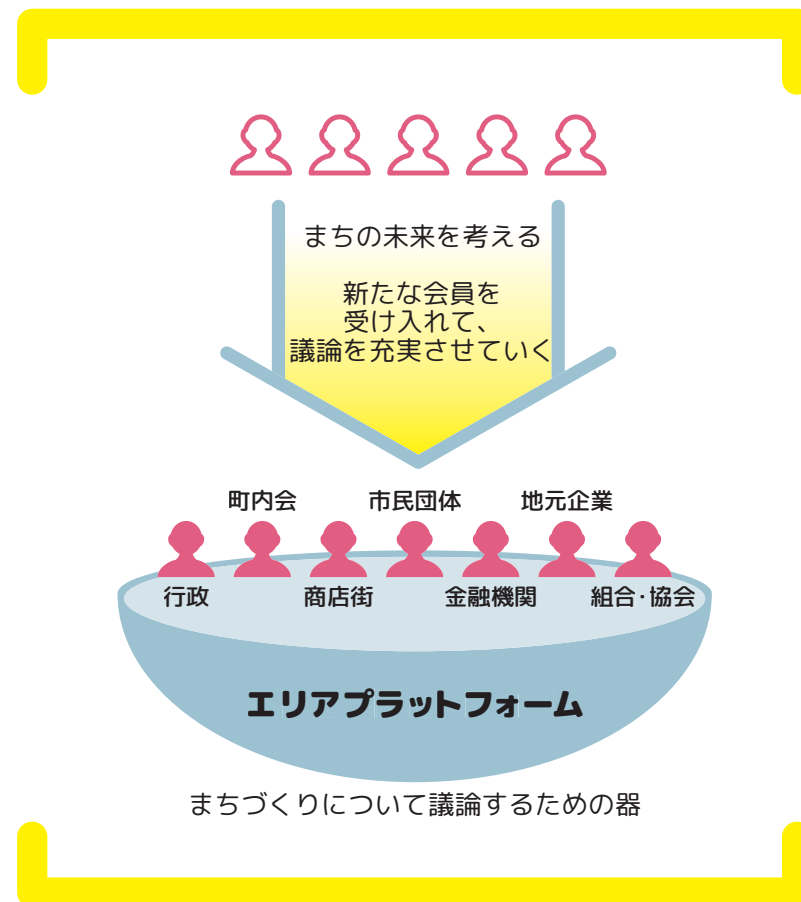 まちの未来を考える
新たな会員を
受け入れて、
議論を充実させていく
町内会 市民団体 地元企業
行政 商店街 金融機関 組合・協会
エリアプラットフォーム
まちづくりについて議論するための器